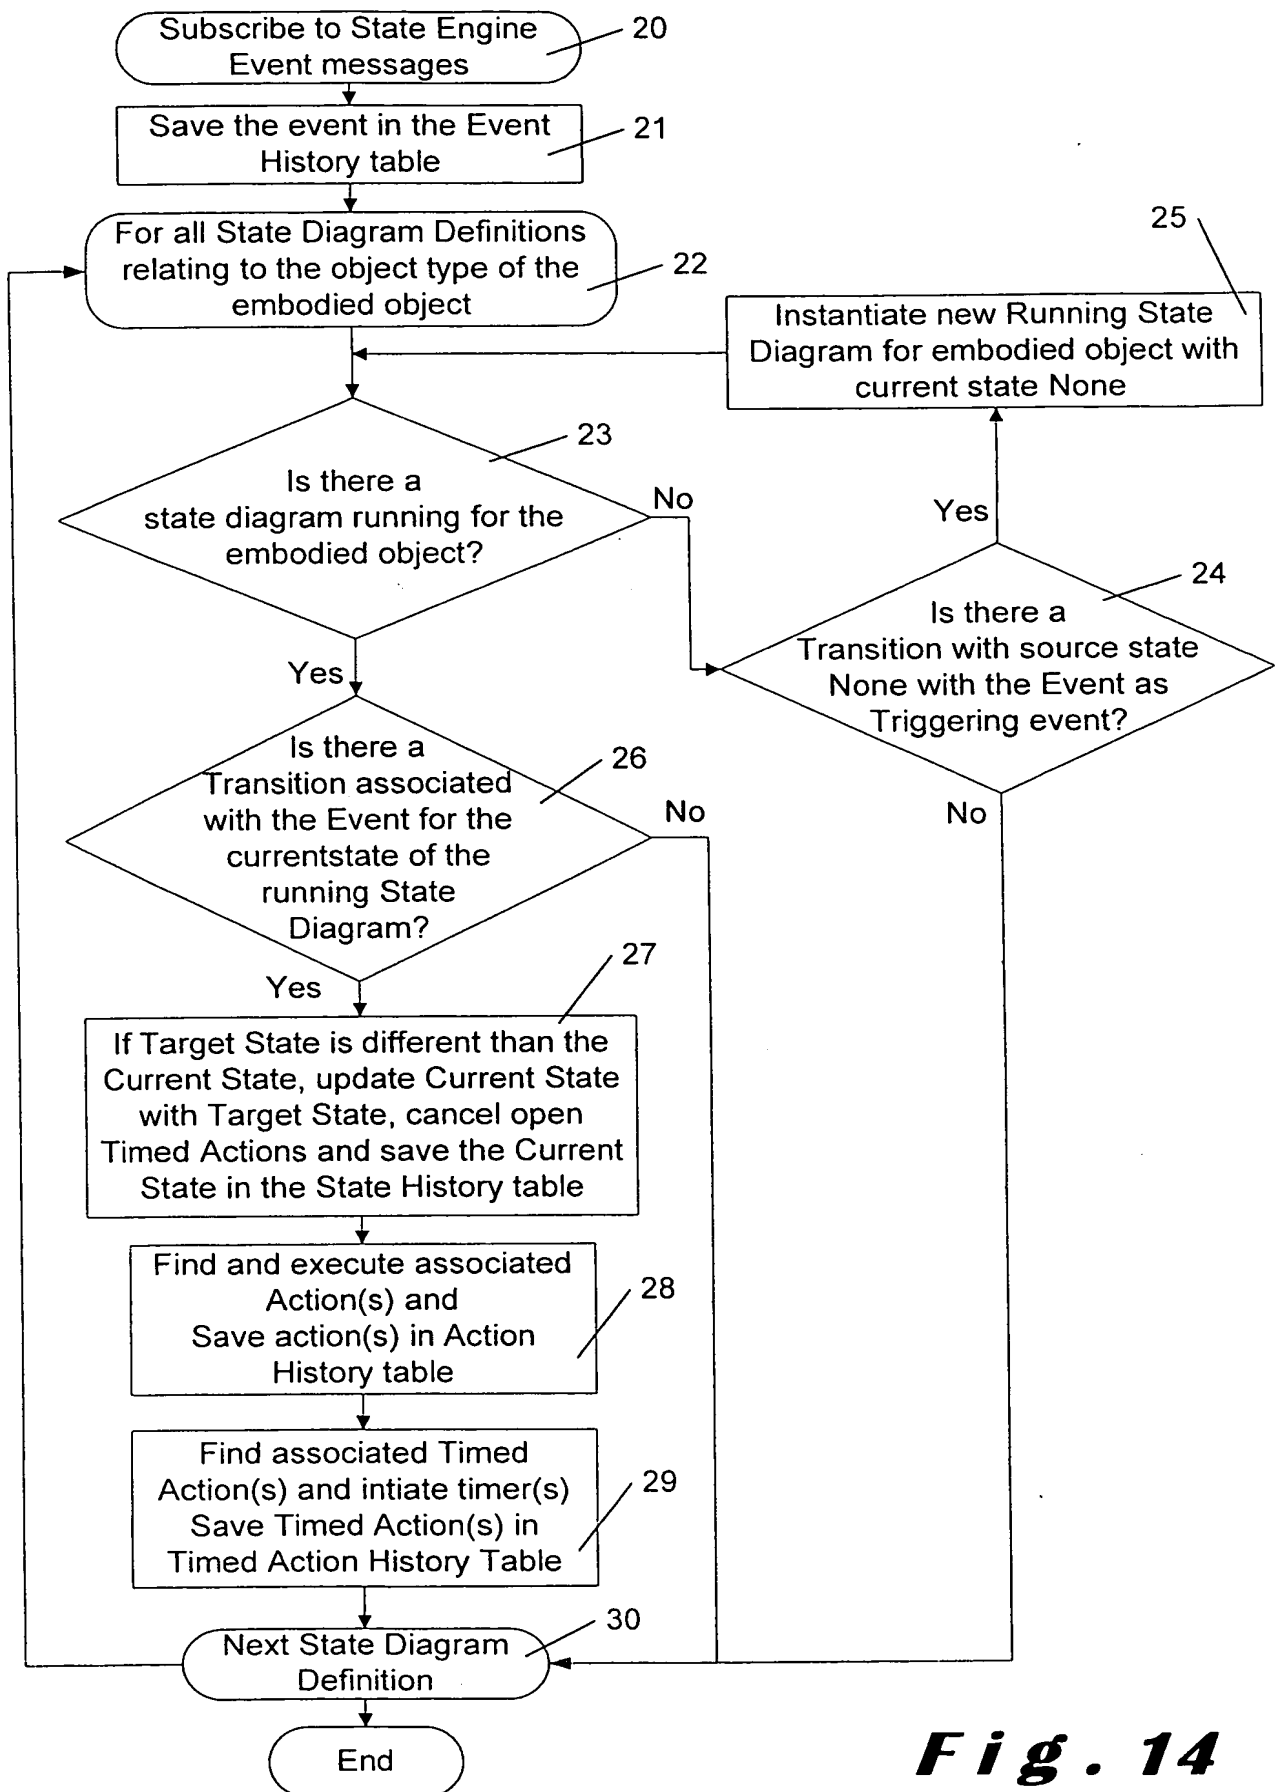 Subscribe to State Engine
Event messages
20
Save the event in the Event
History table
21
For all State Diagram Definitions
relating to the object type of the
embodied object
22
25
Instantiate new Running State
Diagram for embodied object with
current state None
23
Is there a
state diagram running for the
embodied object?
No
Yes
24
Is there a
Transition with source state
None with the Event as
Triggering event?
Yes
No
26
Is there a
Transition associated
with the Event for the
currentstate of the
running State
Diagram?
No
Yes
27
If Target State is different than the
Current State, update Current State
with Target State, cancel open
Timed Actions and save the Current
State in the State History table
Find and execute associated
Action(s) and
Save action(s) in Action
History table
28
Find associated Timed
Action(s) and intiate timer(s)
Save Timed Action(s) in
Timed Action History Table
29
30
Next State Diagram
Definition
End
Fig. 14